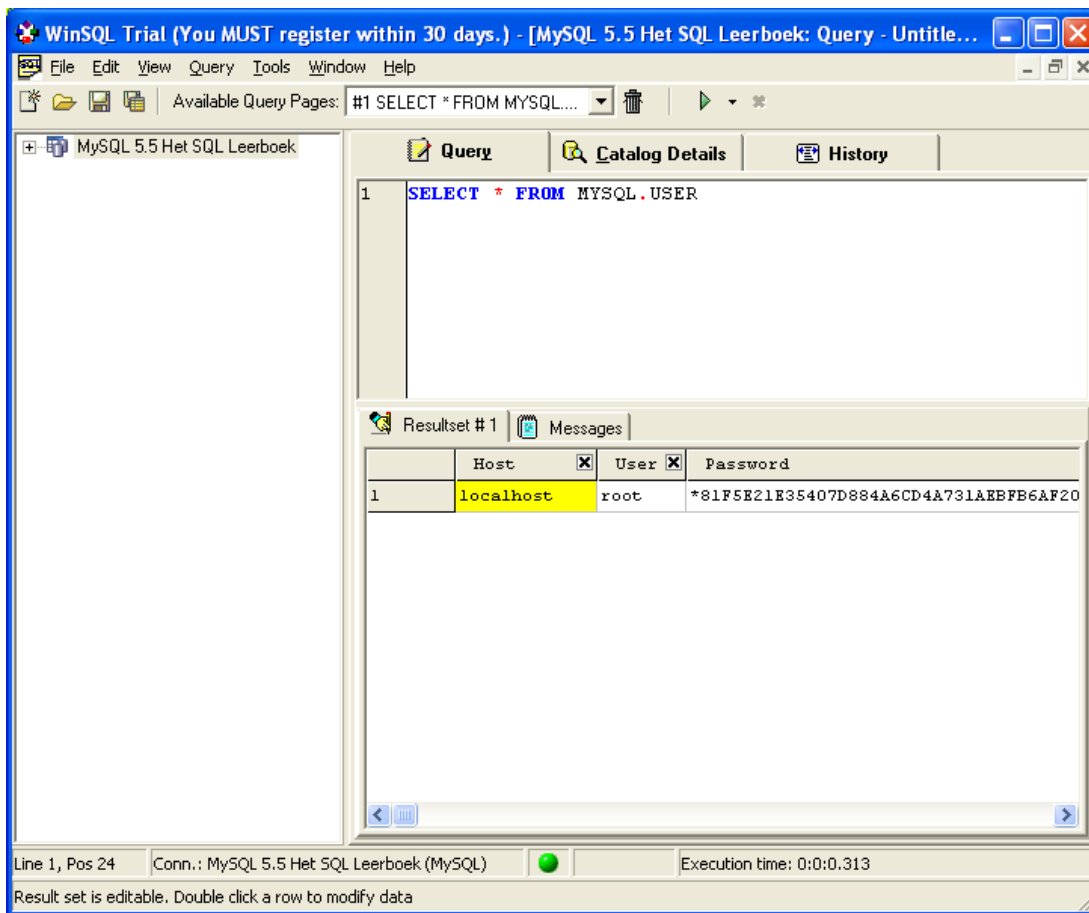 WinSQL Trial (You MUST register within 30 days.) - [MySQL 5.5 Het SQL Leerboek: Query - Untitle...
File Edit View Query Tools Window Help
Available Query Pages: #1 SELECT * FROM MYSQL....
MySQL 5.5 Het SQL Leerboek
Query Catalog Details History
1 SELECT * FROM MYSQL.USER
Resultset # 1 Messages
Host User Password
1 localhost root *81F5E21E35407D884A6CD4A731AEBFB6AF20
Line 1, Pos 24 Conn.: MySQL 5.5 Het SQL Leerboek (MySQL) Execution time: 0:0:0.313
Result set is editable. Double click a row to modify data